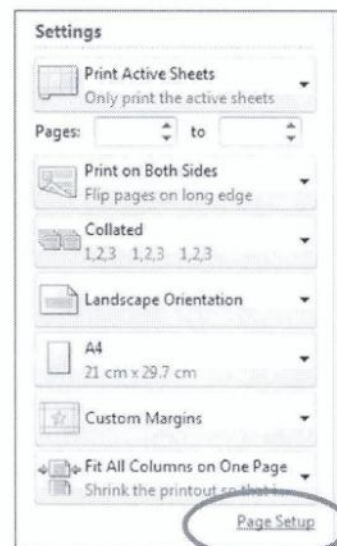 Settings
Print Active Sheets
Only print the active sheets
Pages: to
Print on Both Sides
Flip pages on long edge
Collated
1,2,3 1,2,3 1,2,3
Landscape Orientation
A4
21 cm x 29.7 cm
Custom Margins
Fit All Columns on One Page
Shrink the printout so that i...
Page Setup